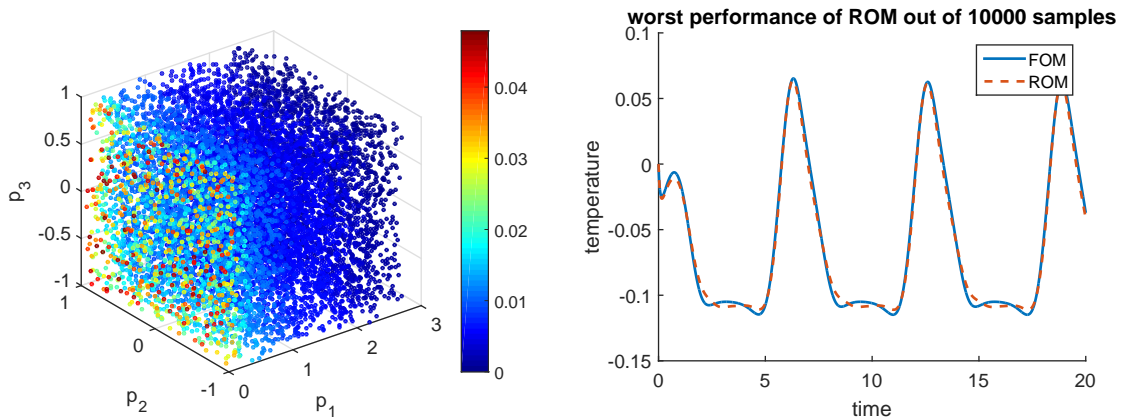 1
0.5
0
-0.5
-1
p3
1
0
-1
p2
0
1
2
3
p1
0.04
0.03
0.02
0.01
0
worst performance of ROM out of 10000 samples
0.1
0.05
0
-0.05
-0.1
-0.15
temperature
FOM
ROM
0 5 10 15 20
time